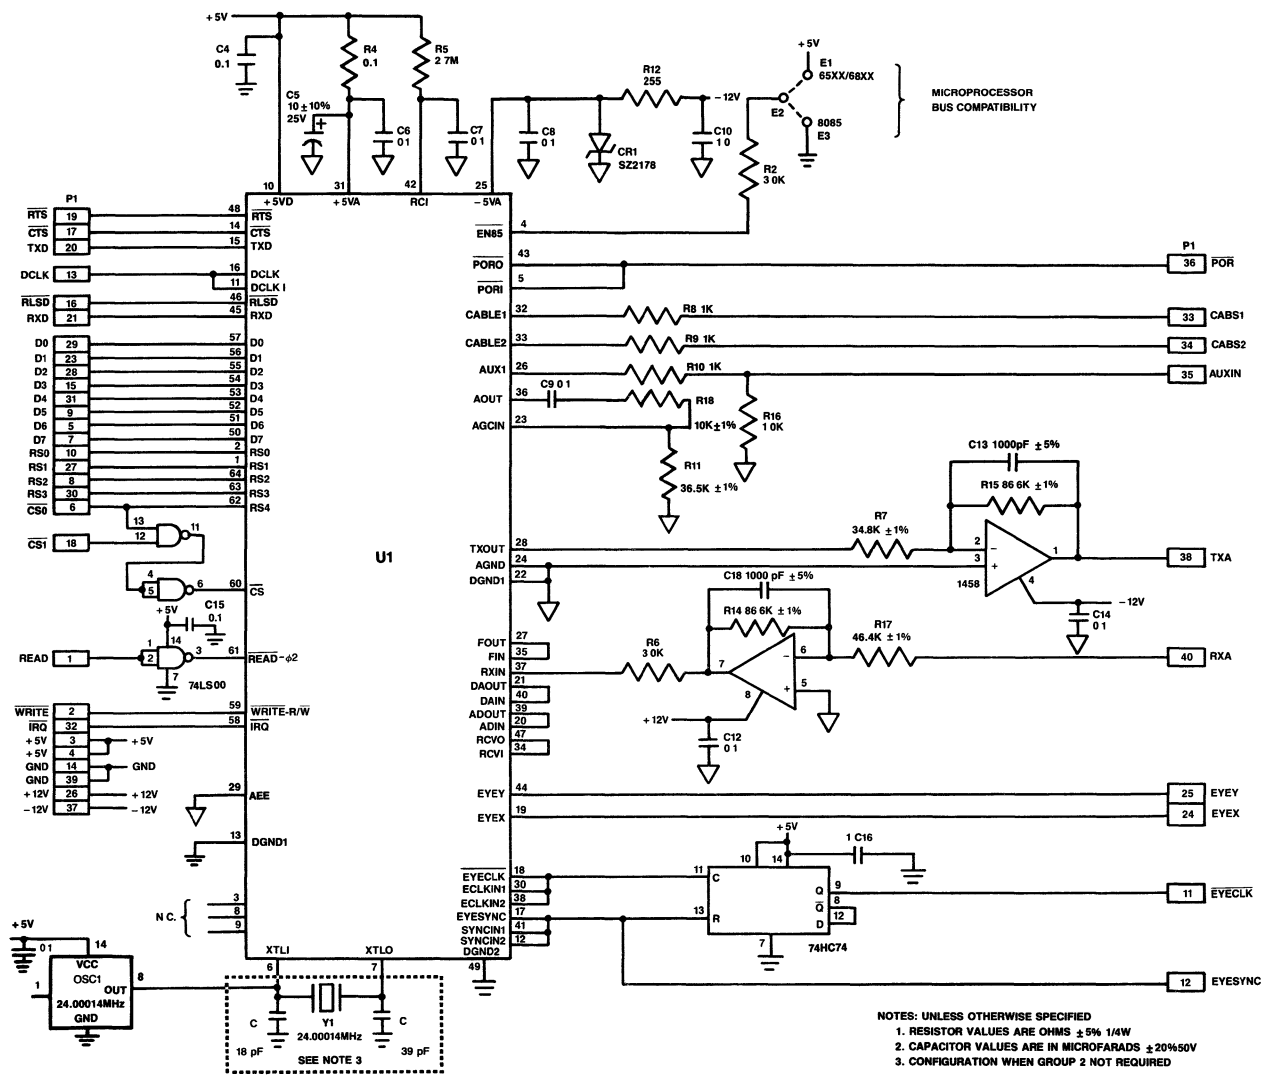 +5V
C4
0.1
R4
0.1
R5
2 7M
C5
10 ±10%
25V
+
C6
0 1
C7
0 1
C8
0 1
CR1
SZ2178
R12
255
−12V
C10
1 0
+5V
E1
65XX/68XX
E2
8085
E3
MICROPROCESSOR
BUS COMPATIBILITY
R2
3 0K
10
+5VD
31
+5VA
42
RCI
25
−5VA
P1
RTS 19 48 RTS
CTS 17 14 CTS
TXD 20 15 TXD
DCLK 13 16 DCLK
11 DCLK I
RLSD 16 46 RLSD
RXD 21 45 RXD
D0 29 57 D0
D1 23 56 D1
D2 28 55 D2
D3 15 54 D3
D4 31 53 D4
D5 9 52 D5
D6 5 51 D6
D7 7 50 D7
RS0 10 2 RS0
RS1 27 1 RS1
RS2 8 64 RS2
RS3 30 63 RS3
CS0 6 62 RS4
13
12
11
CS1 18
4
5
6
60 CS
+5V
C15
0.1
READ 1
1
2
14
3
7
74LS00
61 READ-φ2
WRITE 2 59 WRITE-R/W
IRQ 32 58 IRQ
+5V 3 +5V
+5V 4
GND 14 GND
GND 39
+12V 26 +12V
−12V 37 −12V
29 AEE
13 DGND1
N C.
3
8
9
U1
EN85 4
PORO 43
PORI 5
P1
36 POR
CABLE1 32 R8 1K 33 CABS1
CABLE2 33 R9 1K 34 CABS2
AUX1 26 R10 1K 35 AUXIN
AOUT 36 C9 0 1 R18
10K ±1%
AGCIN 23
R16
1 0K
R11
36.5K ±1%
C13 1000pF ±5%
R15 86 6K ±1%
R7
34.8K ±1%
TXOUT 28
AGND 24
DGND1 22
2
−
3
+
1
1458
4
−12V
C14
0 1
38 TXA
C18 1000 pF ±5%
R14 86 6K ±1%
R17
46.4K ±1%
R6
3 0K
7
6
−
5
+
8
+12V
C12
0 1
40 RXA
FOUT 27
FIN 35
RXIN 37
DAOUT 21
DAIN 40
ADOUT 39
ADIN 20
RCVO 47
RCVI 34
EYEY 44 25 EYEY
EYEX 19 24 EYEX
+5V
1 C16
10
14
EYECLK 18
ECLKIN1 30
ECLKIN2 38
EYESYNC 17
SYNCIN1 41
SYNCIN2 12
DGND2
49
11 C
13 R
Q 9
Q 8
D 12
7
74HC74
11 EYECLK
12 EYESYNC
XTLI
6
XTLO
7
+5V
0 1
14
VCC
OSC1
OUT
24.00014MHz
GND
1
8
C
18 pF
Y1
24.00014MHz
C
39 pF
SEE NOTE 3
NOTES: UNLESS OTHERWISE SPECIFIED
1. RESISTOR VALUES ARE OHMS ±5% 1/4W
2. CAPACITOR VALUES ARE IN MICROFARADS ±20%50V
3. CONFIGURATION WHEN GROUP 2 NOT REQUIRED